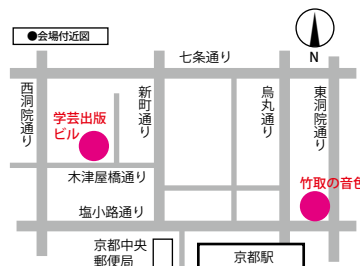 ●会場付近図
七条通り
N
西洞院通り
学芸出版
ビル
新町通り
烏丸通り
東洞院通り
木津屋橋通り
竹取の音色
塩小路通り
京都中央
郵便局
京都駅